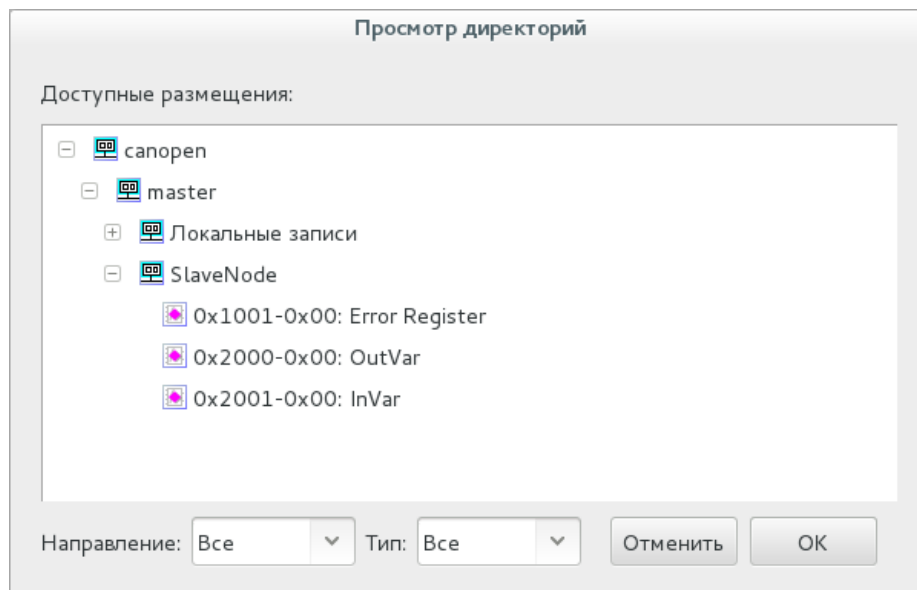 Просмотр директорий
Доступные размещения:
canopen
master
Локальные записи
SlaveNode
0x1001-0x00: Error Register
0x2000-0x00: OutVar
0x2001-0x00: InVar
Направление: Все Тип: Все Отменить OK